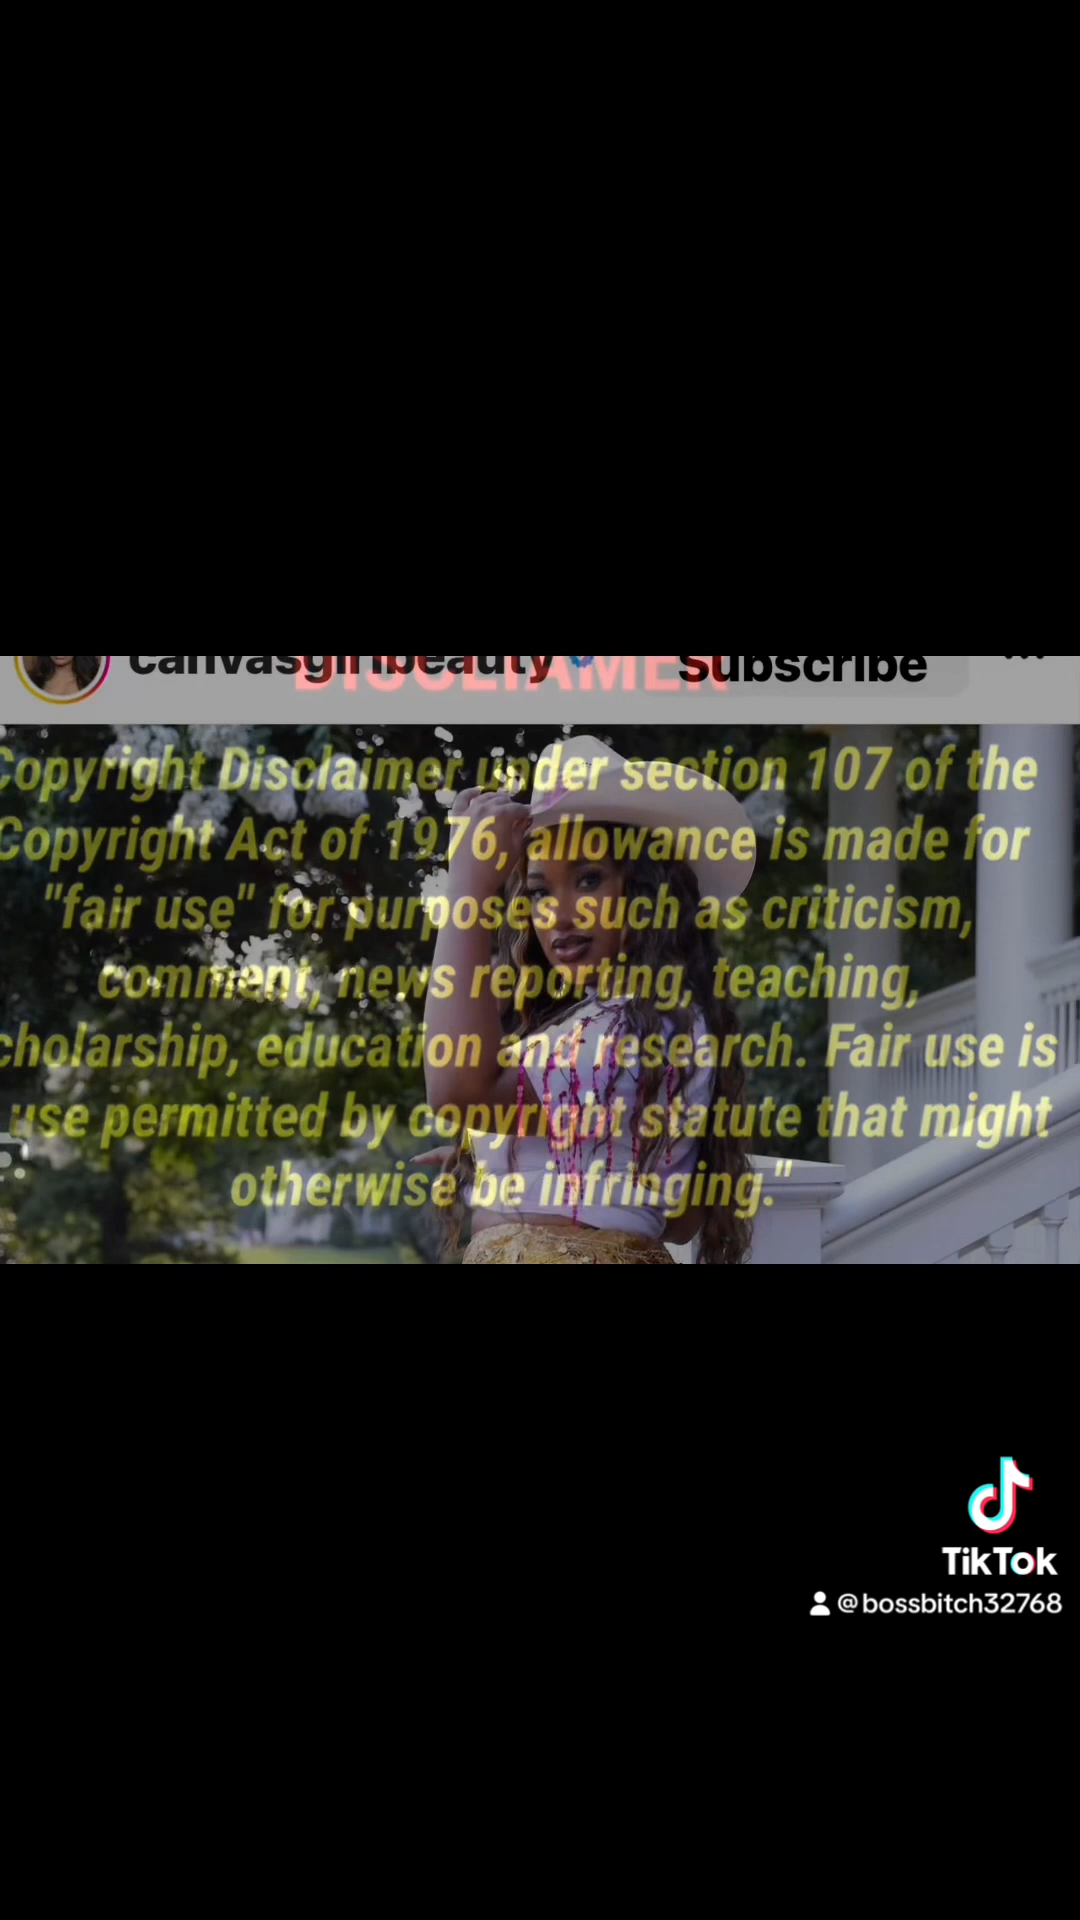 canvasgirlbeauty
Subscribe
DISCLIAMER
Copyright Disclaimer under section 107 of the
Copyright Act of 1976, allowance is made for
"fair use" for purposes such as criticism,
comment, news reporting, teaching,
cholarship, education and research. Fair use is
use permitted by copyright statute that might
otherwise be infringing."
TikTok
@bossbitch32768